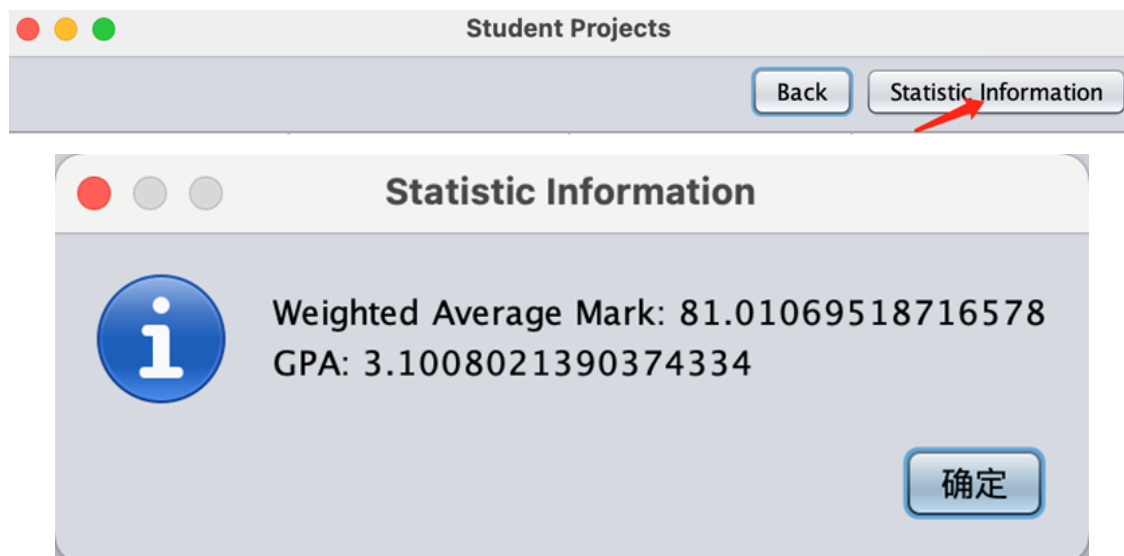 Student Projects
Back
Statistic Information
Statistic Information
Weighted Average Mark: 81.01069518716578
GPA: 3.1008021390374334
确定